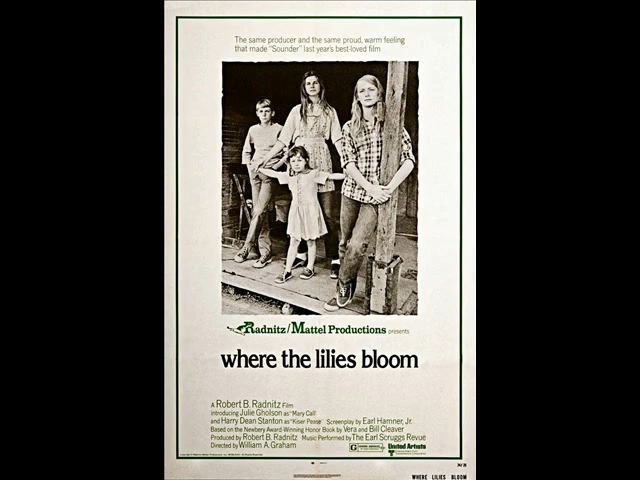 The same producer and the same proud, warm feeling
that made "Sounder" last year's best-loved film
Radnitz/Mattel Productions presents
where the lilies bloom
A Robert B. Radnitz Film
introducing Julie Gholson as "Mary Call"
and Harry Dean Stanton as "Kiser Pease" Screenplay by Earl Hamner, Jr.
Based on the Newbery Award-Winning Honor Book by Vera and Bill Cleaver
Produced by Robert B. Radnitz Music Performed by The Earl Scruggs Revue
Directed by William A. Graham
G
United Artists
WHERE THE LILIES BLOOM